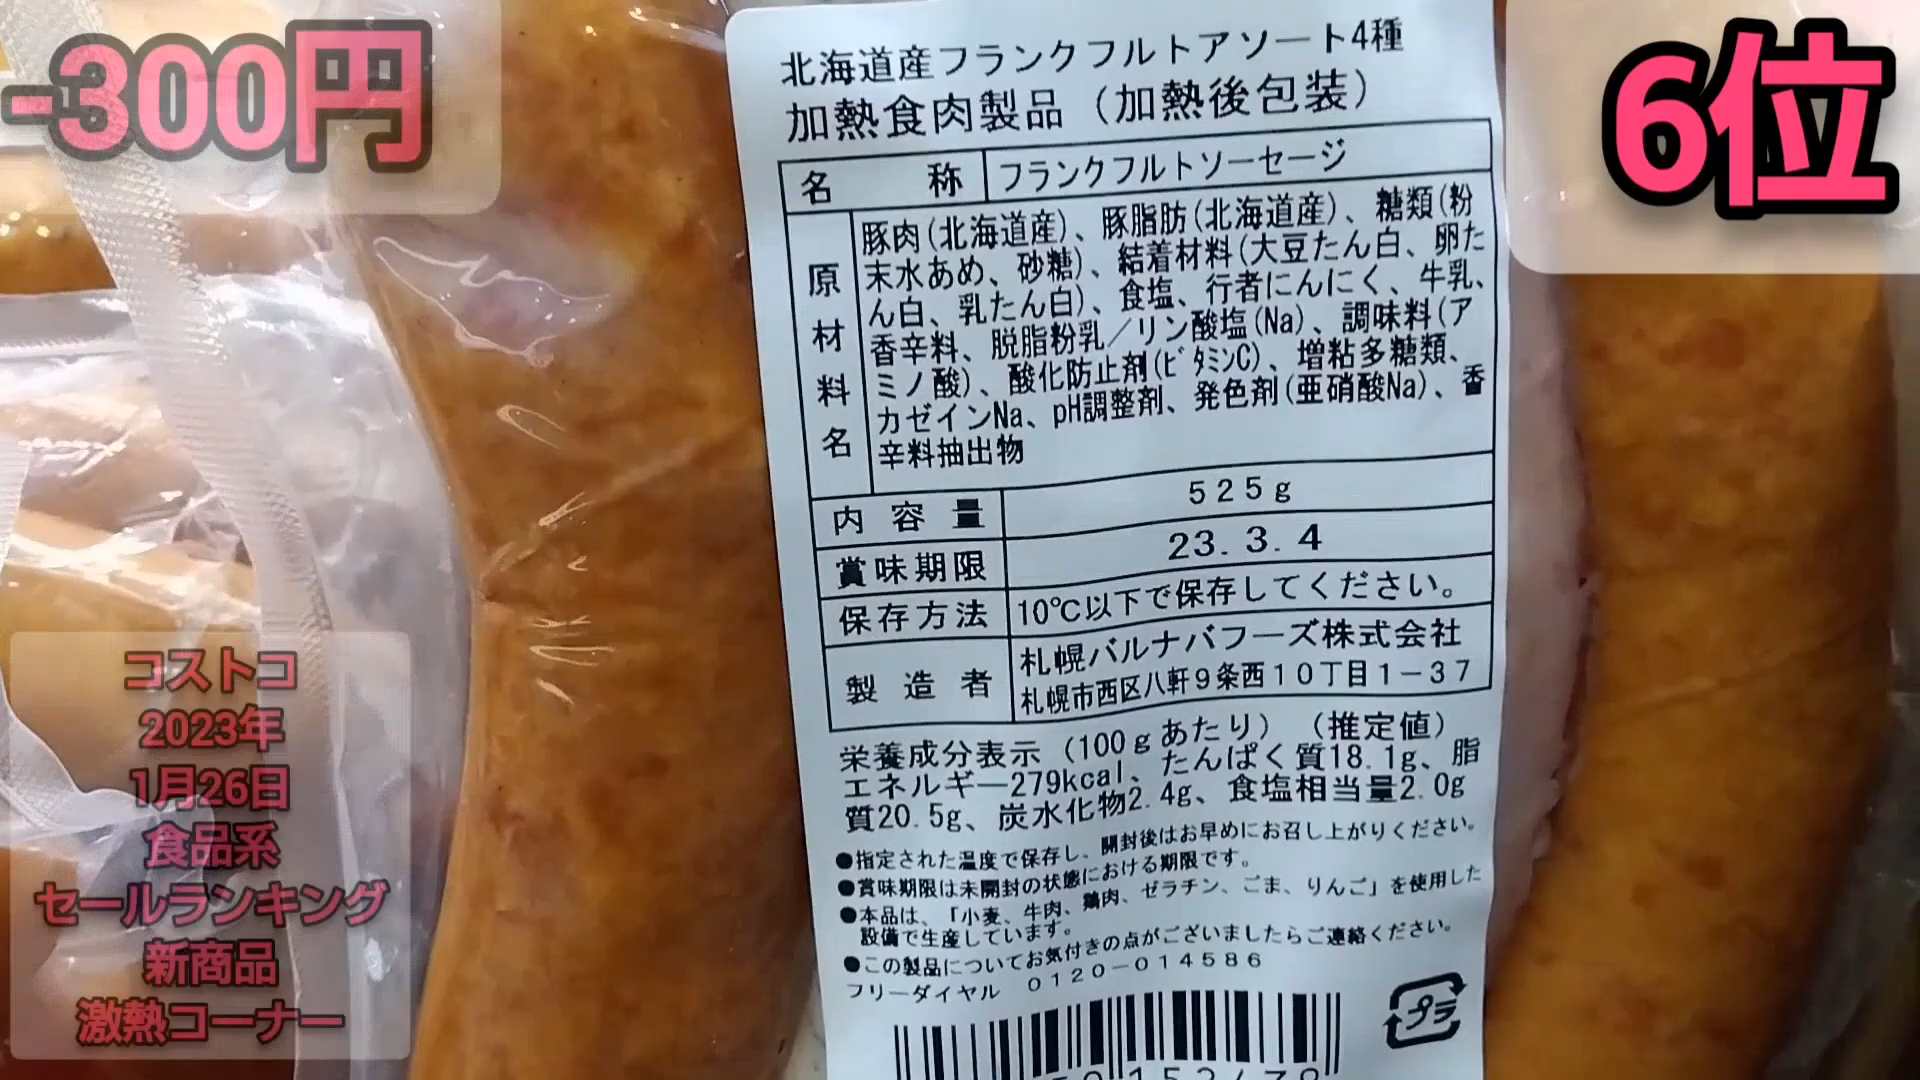 -300円
6位
北海道産フランクフルトアソート4種
加熱食肉製品（加熱後包装）
名称 フランクフルトソーセージ
原材料名
豚肉(北海道産)、豚脂肪(北海道産)、糖類(粉
末水あめ、砂糖)、結着材料(大豆たん白、卵た
ん白、乳たん白)、食塩、行者にんにく、牛乳、
香辛料、脱脂粉乳／リン酸塩(Na)、調味料(ア
ミノ酸)、酸化防止剤(ビタミンC)、増粘多糖類、
カゼインNa、pH調整剤、発色剤(亜硝酸Na)、香
辛料抽出物
内容量 525g
賞味期限 23.3.4
保存方法 10℃以下で保存してください。
製造者 札幌バルナバフーズ株式会社
札幌市西区八軒9条西10丁目1-37
栄養成分表示（100gあたり）（推定値）
エネルギー279kcal、たんぱく質18.1g、脂
質20.5g、炭水化物2.4g、食塩相当量2.0g
●指定された温度で保存し、開封後はお早めにお召し上がりください。
●賞味期限は未開封の状態における期限です。
●本品は、「小麦、牛肉、鶏肉、ゼラチン、ごま、りんご」を使用した
設備で生産しています。
●この製品についてお気付きの点がございましたらご連絡ください。
フリーダイヤル 0120-014586
プラ
コストコ
2023年
1月26日
食品系
セールランキング
新商品
激熱コーナー